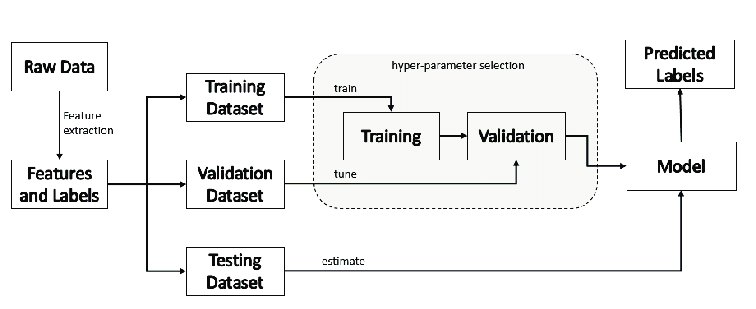 Raw Data
Feature
extraction
Features
and Labels
Training
Dataset
Validation
Dataset
Testing
Dataset
hyper-parameter selection
train
Training
Validation
tune
estimate
Predicted
Labels
Model